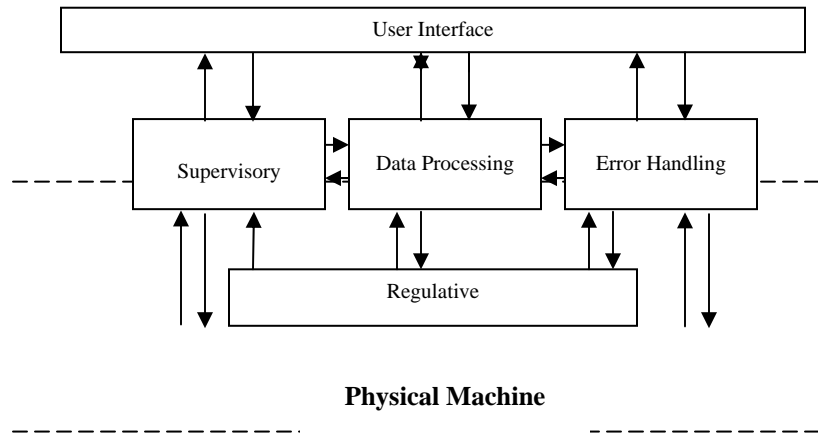 User Interface
Supervisory
Data Processing
Error Handling
Regulative
Physical Machine